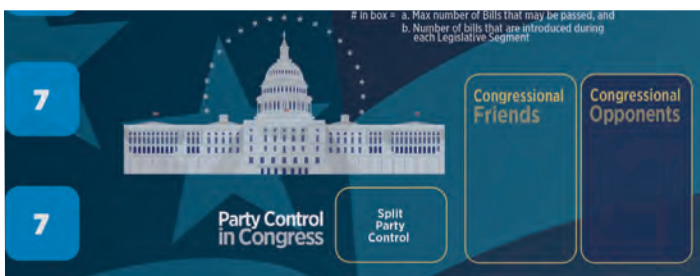 # in box = a. Max number of Bills that may be passed, and
b. Number of bills that are introduced during
each Legislative Segment
7
Congressional
Friends
Congressional
Opponents
7
Party Control
in Congress
Split
Party
Control